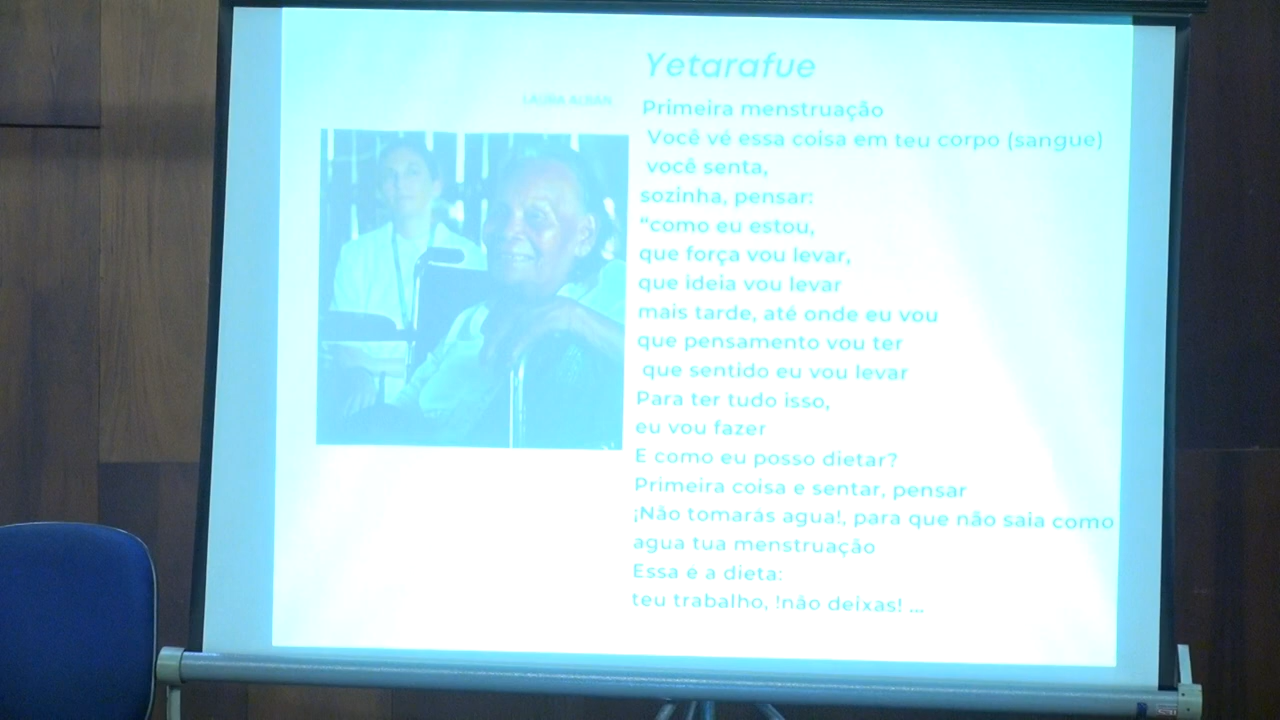 Yetarafue
LAURA ALBÁN
Primeira menstruação
Você vé essa coisa em teu corpo (sangue)
você senta,
sozinha, pensar:
"como eu estou,
que força vou levar,
que ideia vou levar
mais tarde, até onde eu vou
que pensamento vou ter
que sentido eu vou levar
Para ter tudo isso,
eu vou fazer
E como eu posso dietar?
Primeira coisa e sentar, pensar
¡Não tomarás agua!, para que não saia como
agua tua menstruação
Essa e a dieta:
teu trabalho, !não deixas! ...